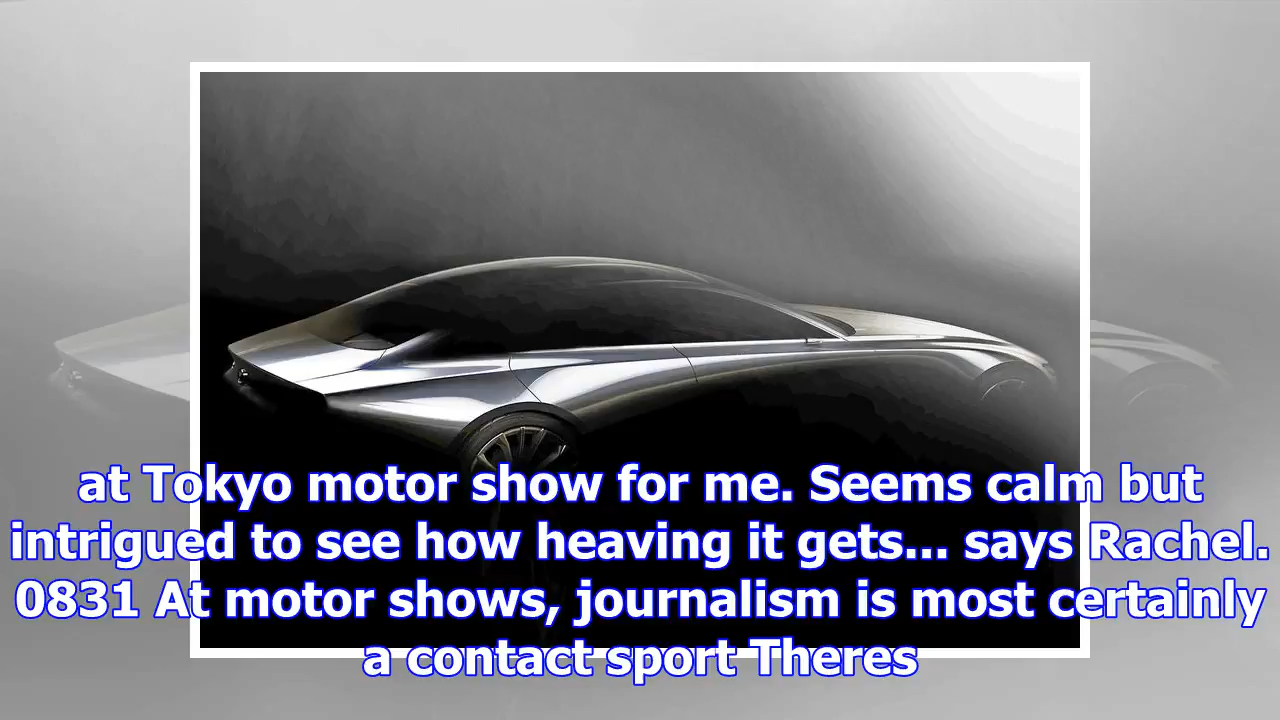 at Tokyo motor show for me. Seems calm but
intrigued to see how heaving it gets... says Rachel.
0831 At motor shows, journalism is most certainly
a contact sport Theres